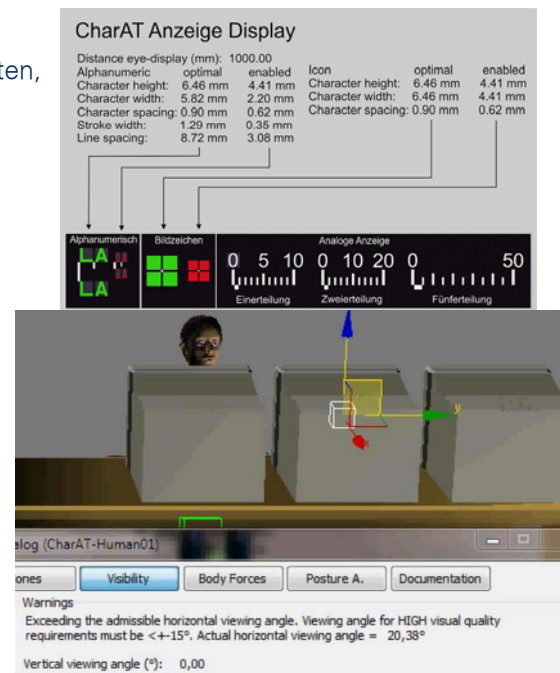 CharAT Anzeige Display
ten,
Distance eye-display (mm): 1000.00
Alphanumeric optimal enabled
Character height: 6.46 mm 4.41 mm
Character width: 5.82 mm 2.20 mm
Character spacing: 0.90 mm 0.62 mm
Stroke width: 1.29 mm 0.35 mm
Line spacing: 8.72 mm 3.08 mm
Icon optimal enabled
Character height: 6.46 mm 4.41 mm
Character width: 6.46 mm 4.41 mm
Character spacing: 0.90 mm 0.62 mm
Alphanumerisch Bildzeichen Analoge Anzeige
LA
LA
0 5 10 0 10 20 0 50
Einerteilung Zweierteilung Fünferteilung
y
x
alog (CharAT-Human01)
ones Visibility Body Forces Posture A. Documentation
Warnings
Exceeding the admissible horizontal viewing angle. Viewing angle for HIGH visual quality
requirements must be <+-15°. Actual horizontal viewing angle = 20,38°
Vertical viewing angle (°): 0,00